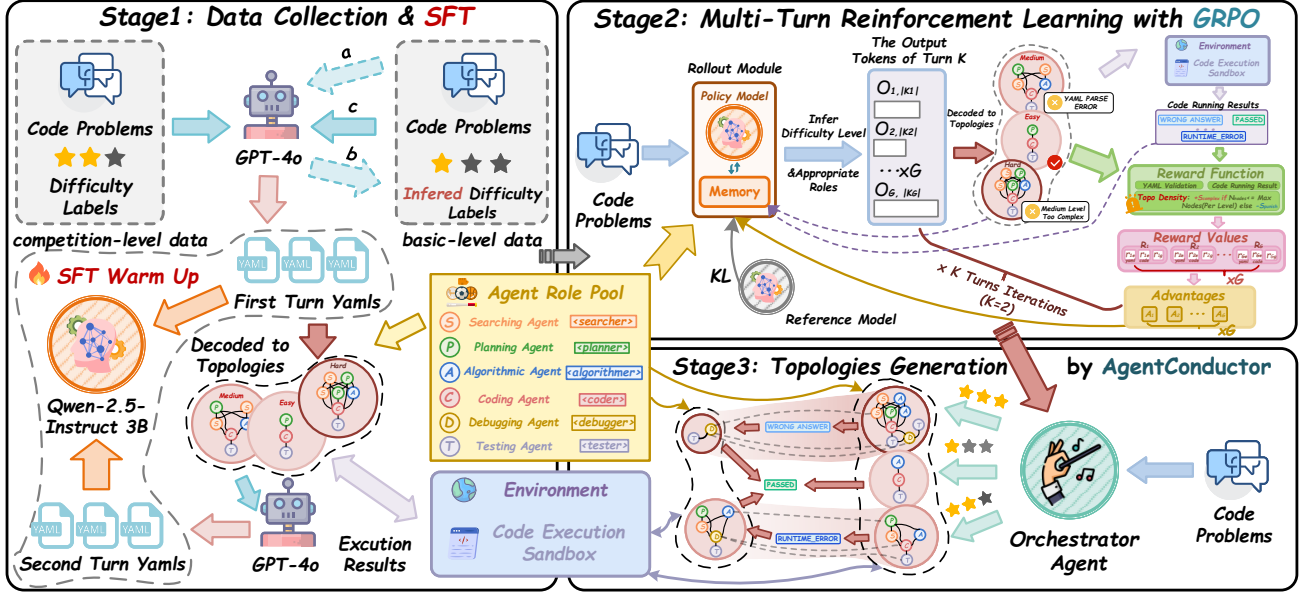 Stage1: Data Collection & SFT
Code Problems
Difficulty
Labels
competition-level data
a
c
b
GPT-4o
Code Problems
Infered Difficulty
Labels
basic-level data
SFT Warm Up
YAML
YAML
YAML
First Turn Yamls
Qwen-2.5-
Instruct 3B
Decoded to
Topologies
Medium
Easy
Hard
YAML
YAML
YAML
Second Turn Yamls
GPT-4o
Excution
Results
Agent Role Pool
S Searching Agent <searcher>
P Planning Agent <planner>
A Algorithmic Agent <algorithmer>
C Coding Agent <coder>
D Debugging Agent <debugger>
T Testing Agent <tester>
Environment
Code Execution
Sandbox
Stage2: Multi-Turn Reinforcement Learning with GRPO
Code
Problems
Rollout Module
Policy Model
Memory
KL
Reference Model
Infer
Difficulty Level
&Appropriate
Roles
The Output
Tokens of Turn K
O1,|K1|
O2,|K2|
···xG
OG, |KG|
Decoded to
Topologies
Medium
Easy
Hard
YAML PARSE
ERROR
Medium Level
Too Complex
x K Turns Iterations
(K=2)
Environment
Code Execution
Sandbox
Code Running Results
WRONG ANSWER
PASSED
RUNTIME_ERROR
Reward Function
YAML Validation
Code Running Result
Topo Density:
Nodes(Per Level) else
Reward Values
xG
Advantages
xG
Stage3: Topologies Generation by AgentConductor
WRONG ANSWER
PASSED
RUNTIME_ERROR
Orchestrator
Agent
Code
Problems